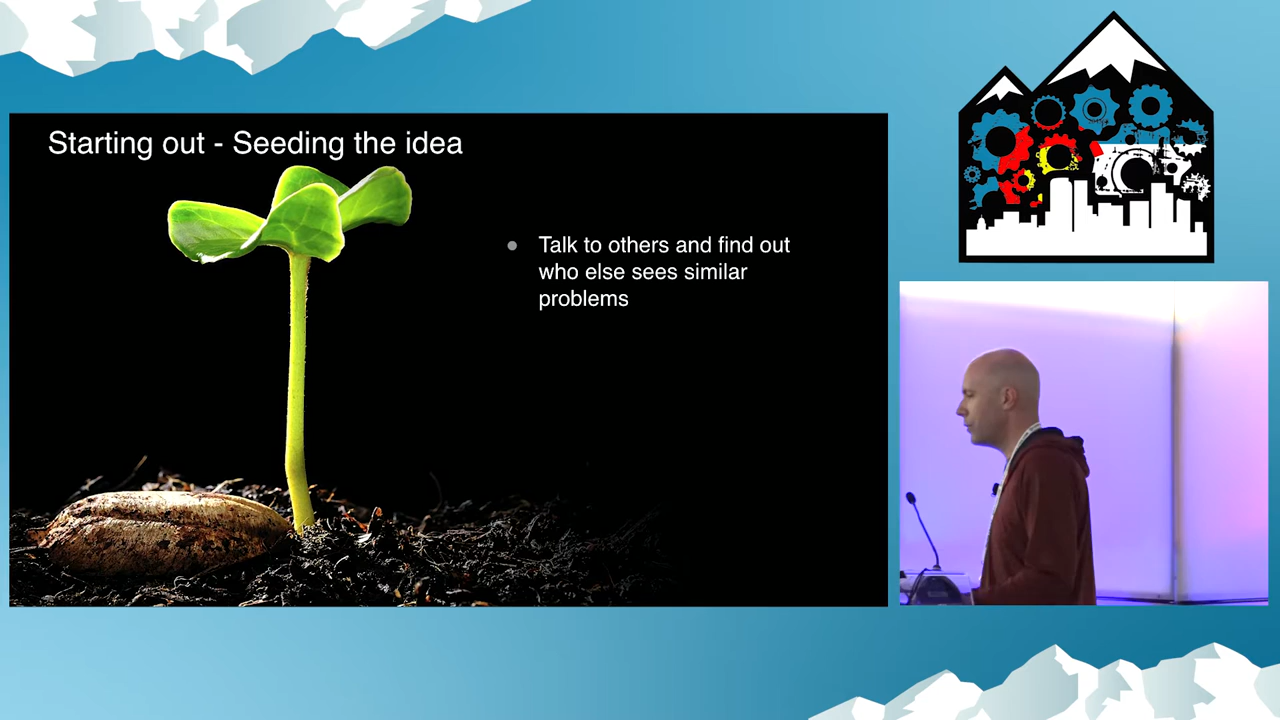 Starting out - Seeding the idea
Talk to others and find out
who else sees similar
problems